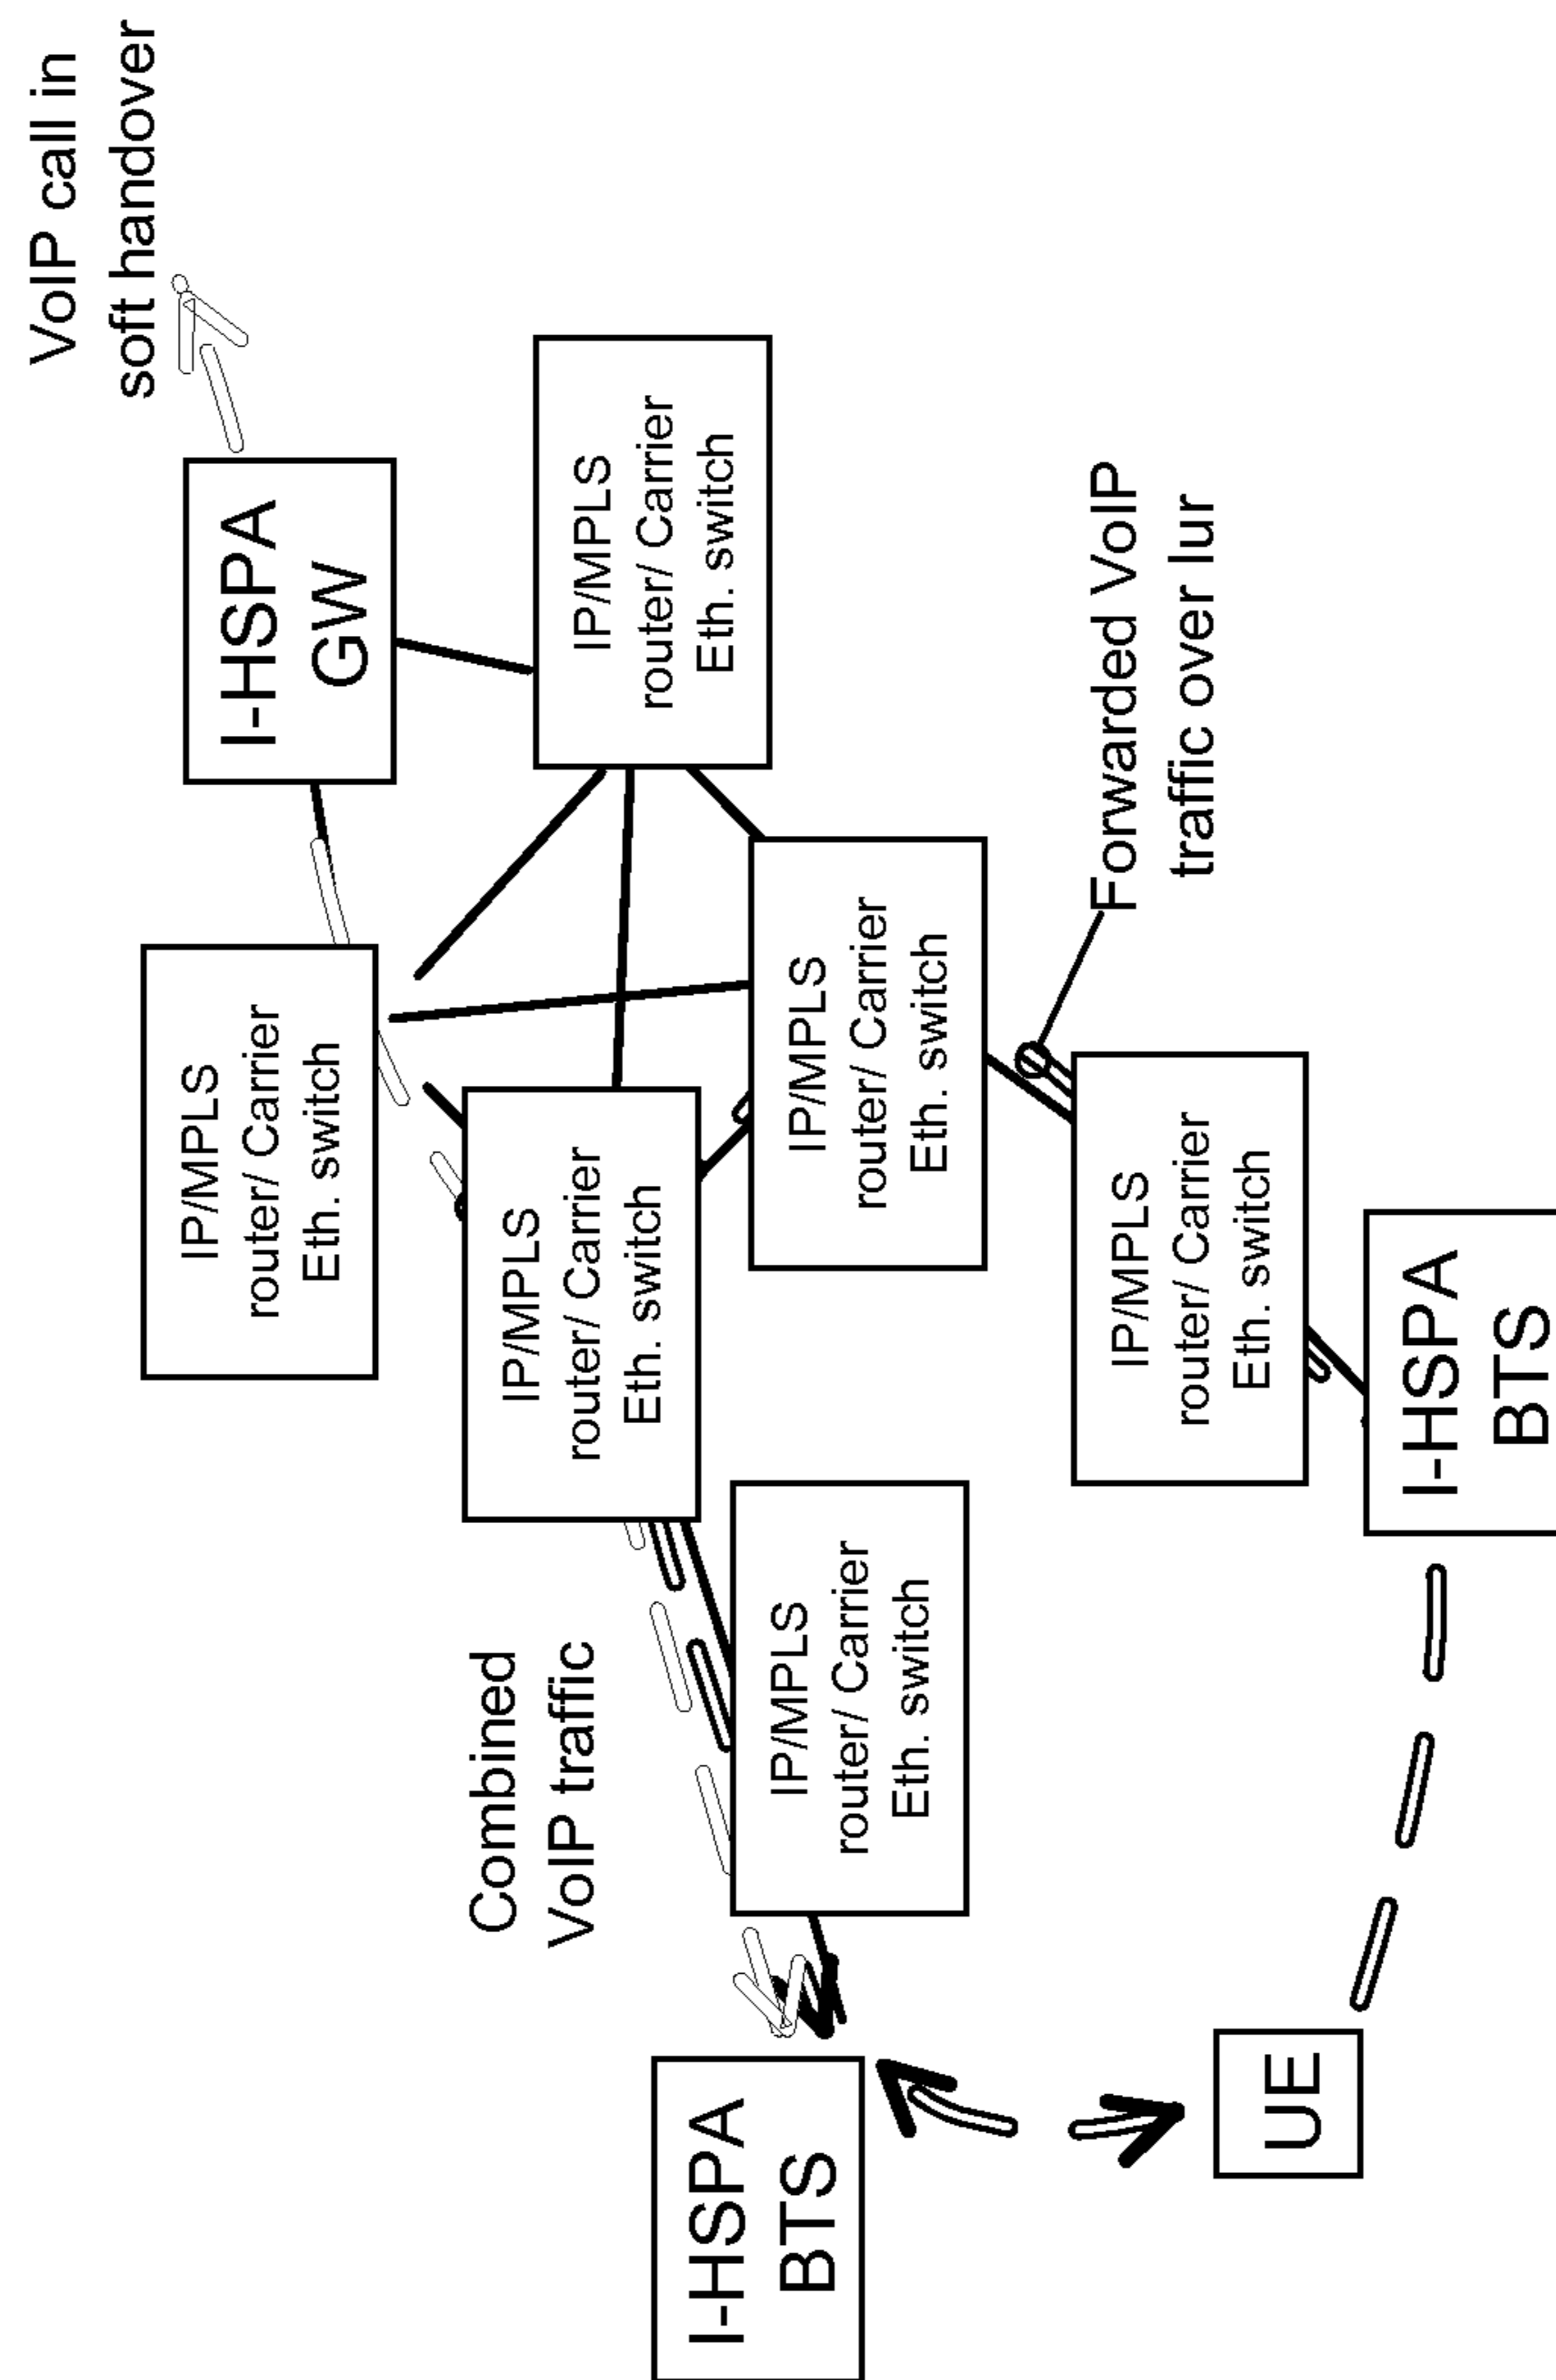 VoIP call in
soft handover
IP/MPLS
router/ Carrier
Eth. switch
I-HSPA
GW
Combined
VoIP traffic
IP/MPLS
router/ Carrier
Eth. switch
IP/MPLS
router/ Carrier
Eth. switch
I-HSPA
BTS
IP/MPLS
router/ Carrier
Eth. switch
IP/MPLS
router/ Carrier
Eth. switch
IP/MPLS
router/ Carrier
Eth. switch
Forwarded VoIP
traffic over Iur
UE
I-HSPA
BTS